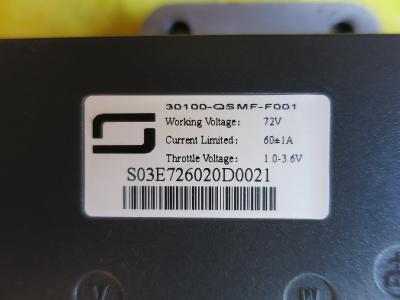 30100-QSMF-F001
Working Voltage: 72V
Current Limited: 60±1A
Throttle Voltage: 1.0-3.6V
S03E726020D0021
V
W
B+